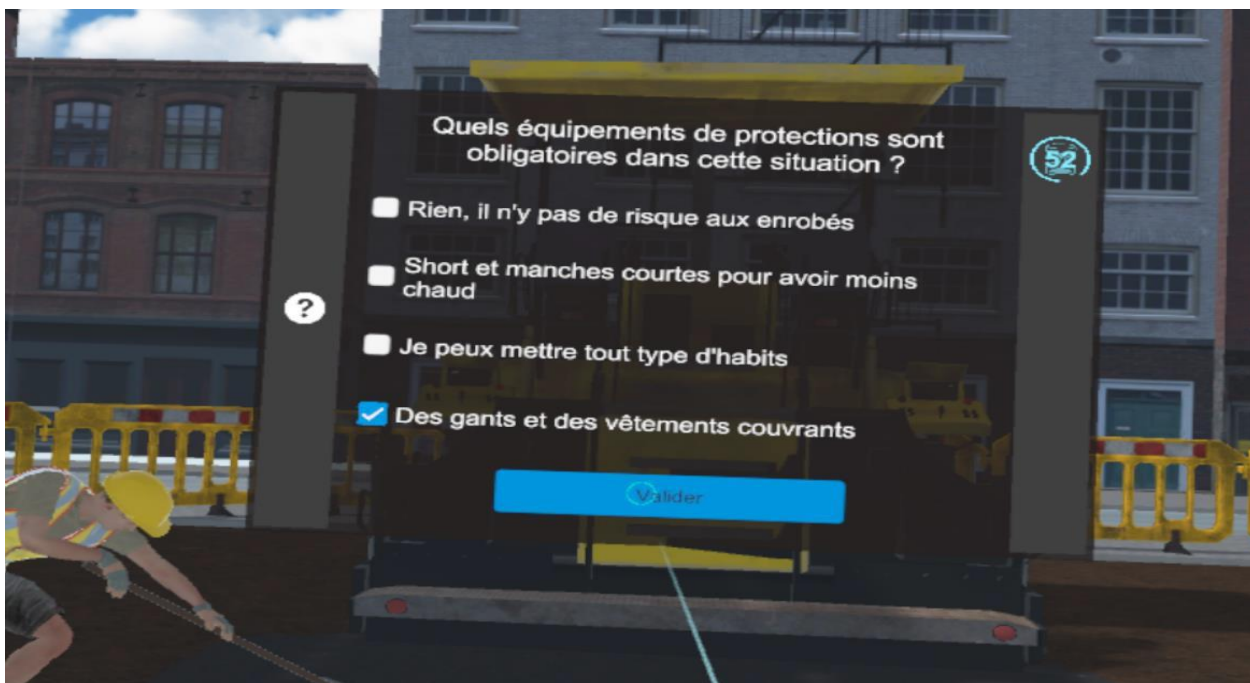 Quels équipements de protections sont
obligatoires dans cette situation ?
52
Rien, il n'y pas de risque aux enrobés
Short et manches courtes pour avoir moins
chaud
?
Je peux mettre tout type d'habits
Des gants et des vêtements couvrants
Valider